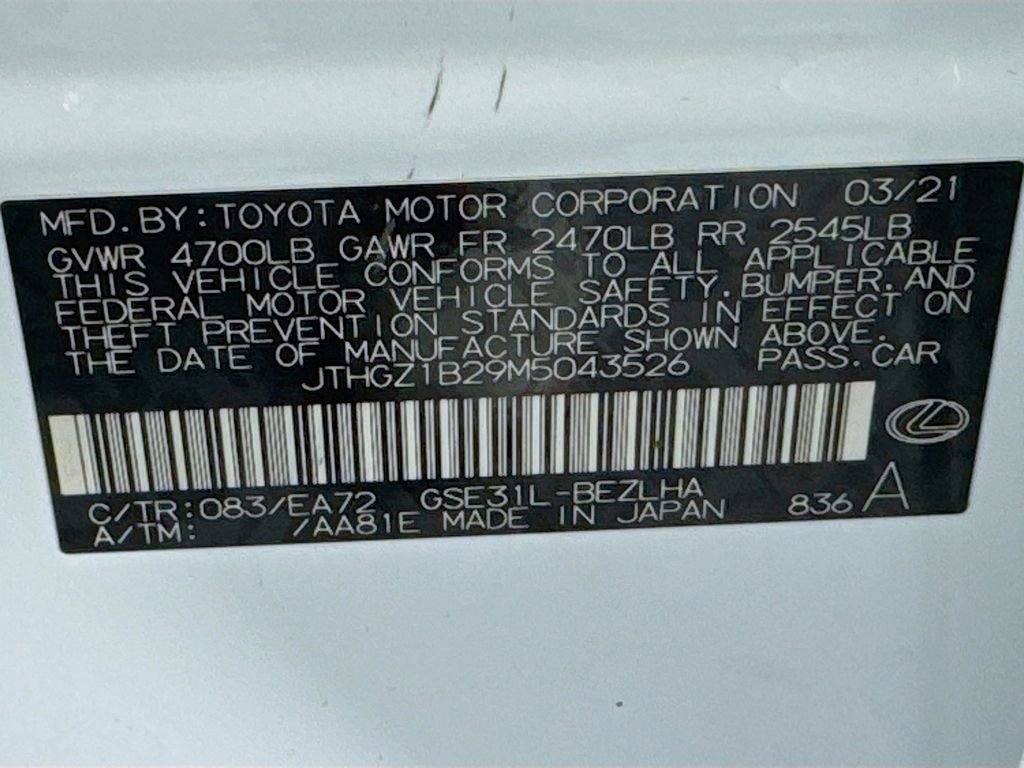 MFD.BY:TOYOTA MOTOR CORPORATION 03/21
GVWR 4700LB GAWR FR 2470LB RR 2545LB
THIS VEHICLE CONFORMS TO ALL APPLICABLE
FEDERAL MOTOR VEHICLE SAFETY,BUMPER,AND
THEFT PREVENTION STANDARDS IN EFFECT ON
THE DATE OF MANUFACTURE SHOWN ABOVE.
JTHGZ1B29M5043526 PASS.CAR
C/TR:083/EA72 GSE31L-BEZLHA
A/TM: /AA81E MADE IN JAPAN 836 A